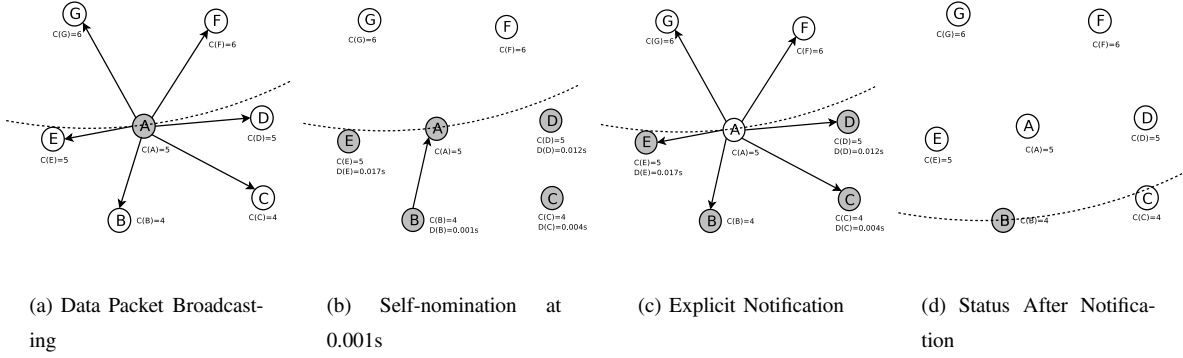 G
C(G)=6
F
C(F)=6
A
C(A)=5
D
C(D)=5
E
C(E)=5
C
C(C)=4
B
C(B)=4
(a) Data Packet Broadcast-
ing
G
C(G)=6
F
C(F)=6
A
C(A)=5
D
C(D)=5
D(D)=0.012s
E
C(E)=5
D(E)=0.017s
C
C(C)=4
D(C)=0.004s
B
C(B)=4
D(B)=0.001s
(b) Self-nomination at
0.001s
G
C(G)=6
F
C(F)=6
A
C(A)=5
D
C(D)=5
D(D)=0.012s
E
C(E)=5
D(E)=0.017s
C
C(C)=4
D(C)=0.004s
B
C(B)=4
(c) Explicit Notification
G
C(G)=6
F
C(F)=6
A
C(A)=5
D
C(D)=5
E
C(E)=5
C
C(C)=4
B
C(B)=4
(d) Status After Notifica-
tion